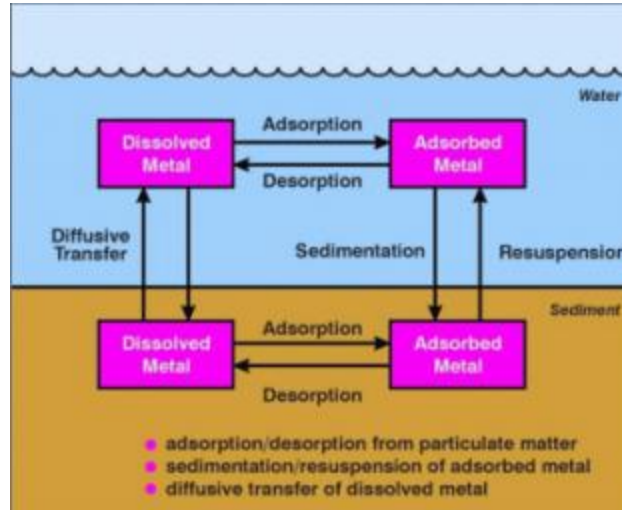 Water
Dissolved
Metal
Adsorption
Desorption
Adsorbed
Metal
Diffusive
Transfer
Sedimentation
Resuspension
Sediment
Dissolved
Metal
Adsorption
Desorption
Adsorbed
Metal
adsorption/desorption from particulate matter
sedimentation/resuspension of adsorbed metal
diffusive transfer of dissolved metal